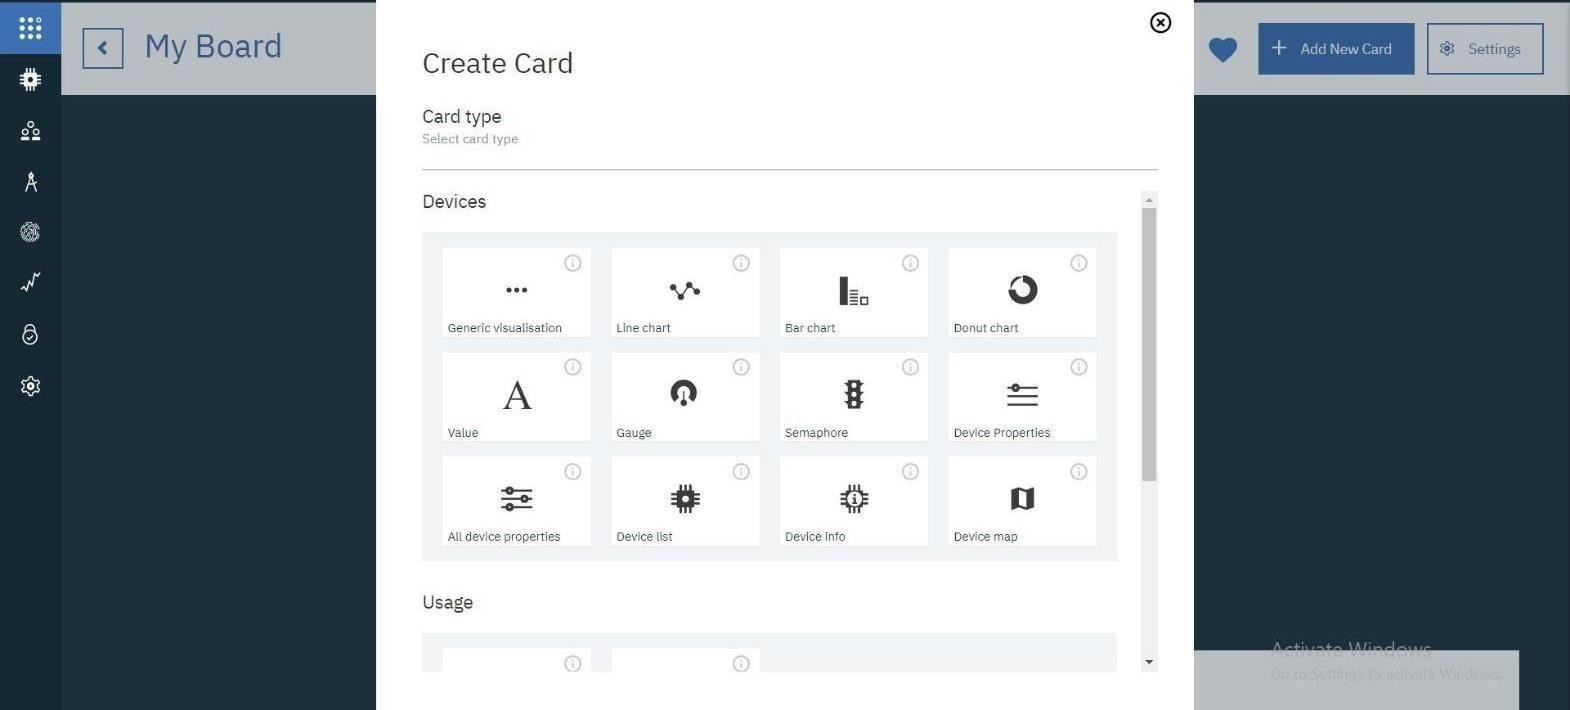 My Board
Add New Card
Settings
Create Card
Card type
Select card type
Devices
Generic visualisation
Line chart
Bar chart
Donut chart
Value
Gauge
Semaphore
Device Properties
All device properties
Device list
Device info
Device map
Usage
Activate Windows
Go to Settings to activate Windows.